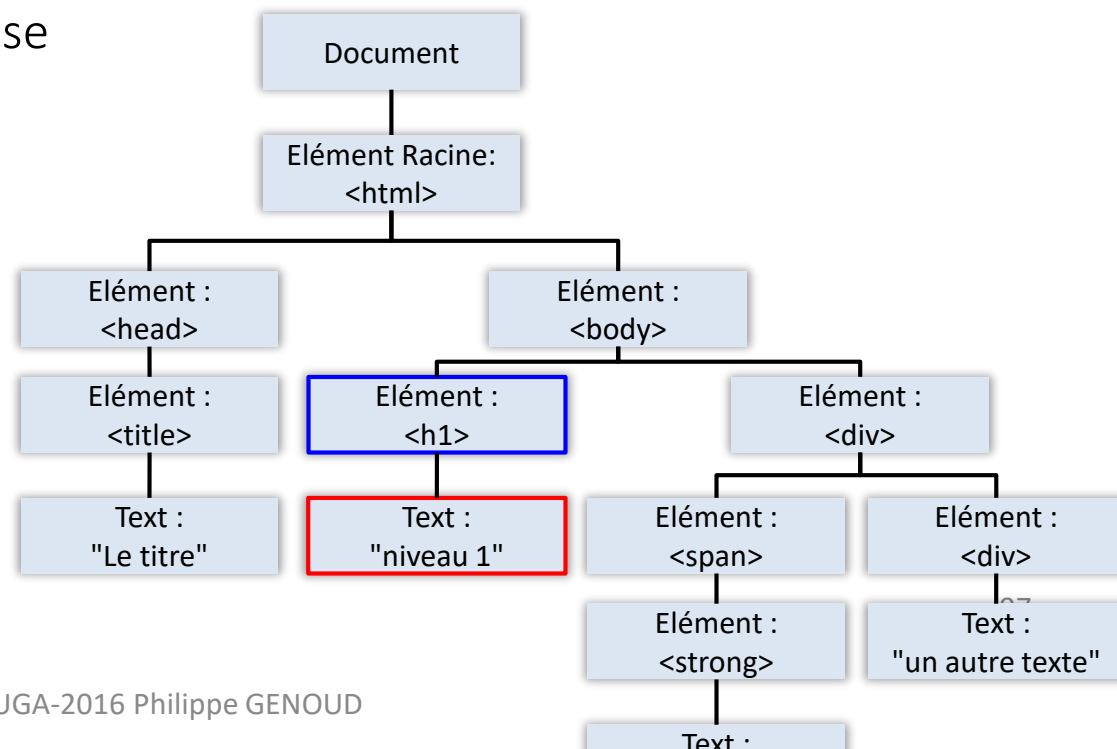 se
Document
Elément Racine:
<html>
Elément :
<head>
Elément :
<body>
Elément :
<title>
Elément :
<h1>
Elément :
<div>
Text :
"Le titre"
Text :
"niveau 1"
Elément :
<span>
Elément :
<div>
Elément :
<strong>
Text :
"un autre texte"
UGA-2016 Philippe GENOUD
Text :